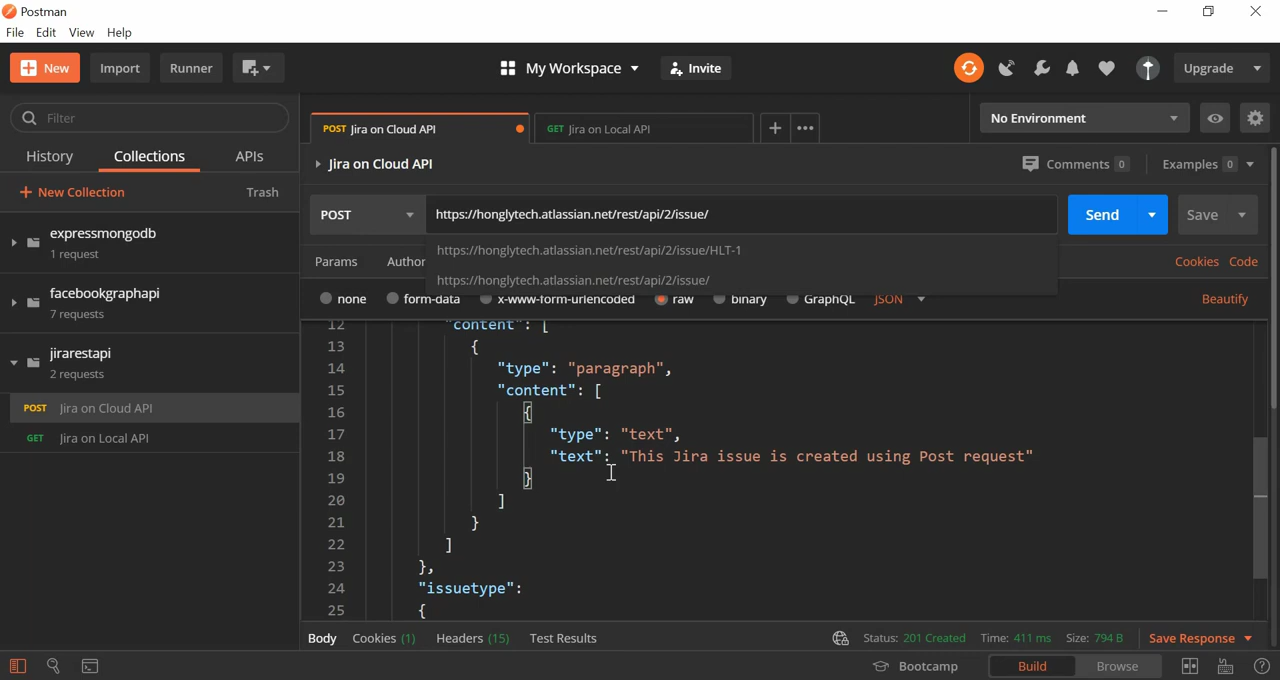 Postman
File Edit View Help
New Import Runner My Workspace Invite Upgrade
Filter
History Collections APIs
New Collection Trash
expressmongodb
1 request
facebookgraphapi
7 requests
jirarestapi
2 requests
POST Jira on Cloud API
GET Jira on Local API
POST Jira on Cloud API GET Jira on Local API No Environment
Jira on Cloud API Comments 0 Examples 0
POST https://honglytech.atlassian.net/rest/api/2/issue/ Send Save
https://honglytech.atlassian.net/rest/api/2/issue/HLT-1
Params Author Cookies Code
https://honglytech.atlassian.net/rest/api/2/issue/
none form-data x-www-form-urlencoded raw binary GraphQL JSON Beautify
12 "content": [
13 {
14 "type": "paragraph",
15 "content": [
16 {
17 "type": "text",
18 "text": "This Jira issue is created using Post request"
19 }
20 ]
21 }
22 ]
23 },
24 "issuetype":
25 {
Body Cookies (1) Headers (15) Test Results Status: 201 Created Time: 411 ms Size: 794 B Save Response
Bootcamp Build Browse